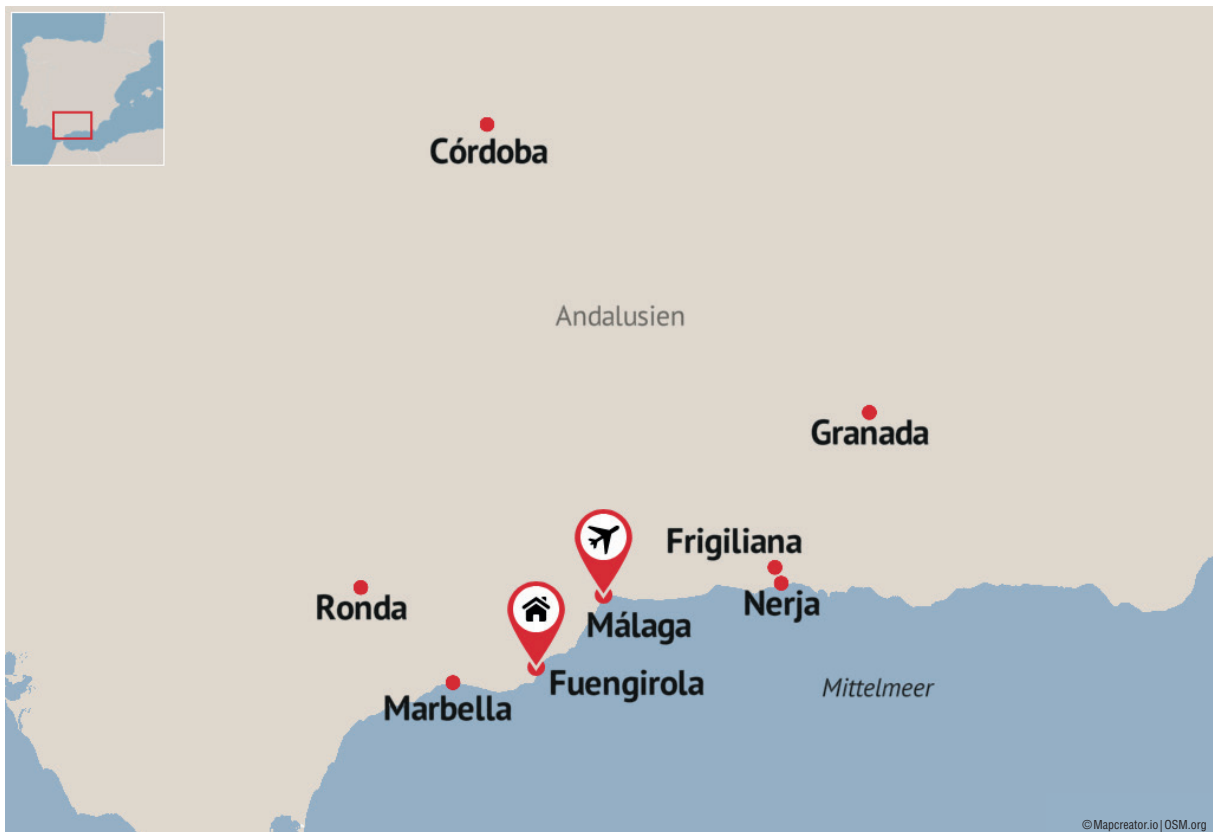 Córdoba
Andalusien
Granada
Frigiliana
Nerja
Ronda
Málaga
Fuengirola
Marbella
Mittelmeer
©Mapcreator.io | OSM.org